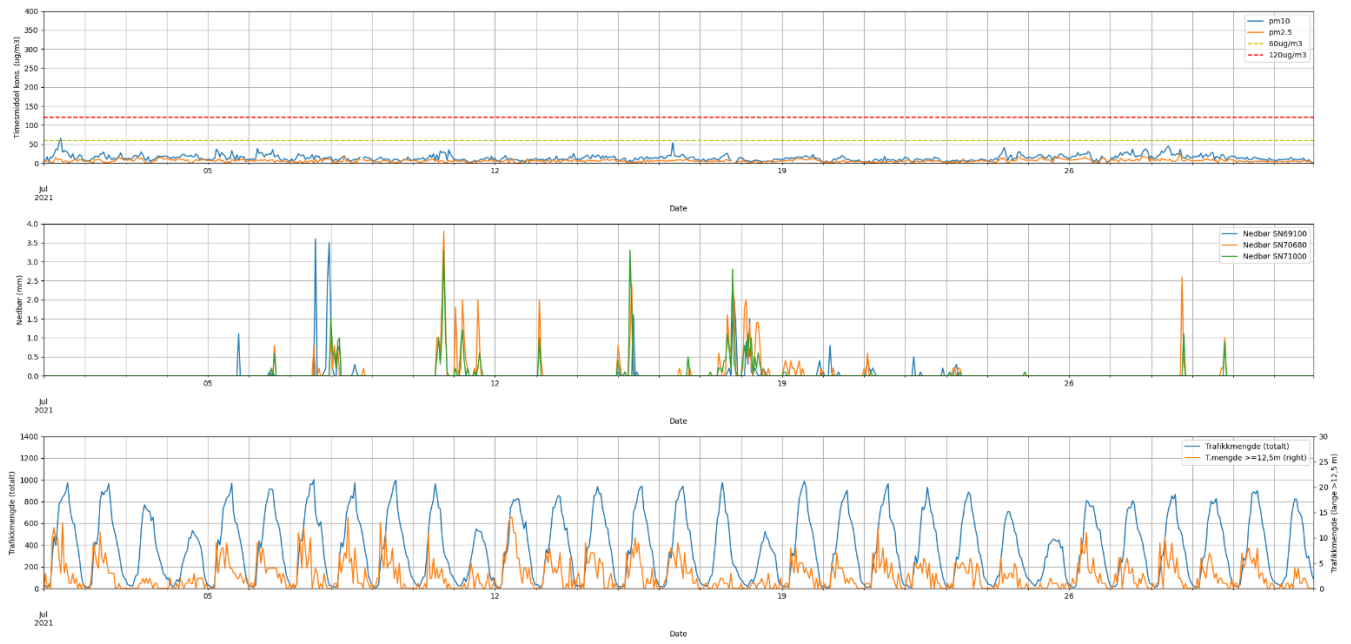 400
350
300
250
200
150
100
50
0
Timesmiddel kons. (ug/m3)
pm10
pm2.5
60ug/m3
120ug/m3
05
12
19
26
Jul
2021
Date
4.0
3.5
3.0
2.5
2.0
1.5
1.0
0.5
0.0
Nedbør (mm)
Nedbør SN69100
Nedbør SN70680
Nedbør SN71000
05
12
19
26
Jul
2021
Date
1400
1200
1000
800
600
400
200
0
Trafikkmengde (totalt)
Trafikkmengde (totalt)
T.mengde >=12,5m (right)
30
25
20
15
10
5
0
Trafikkmengde (lange >12,5 m)
05
12
19
26
Jul
2021
Date